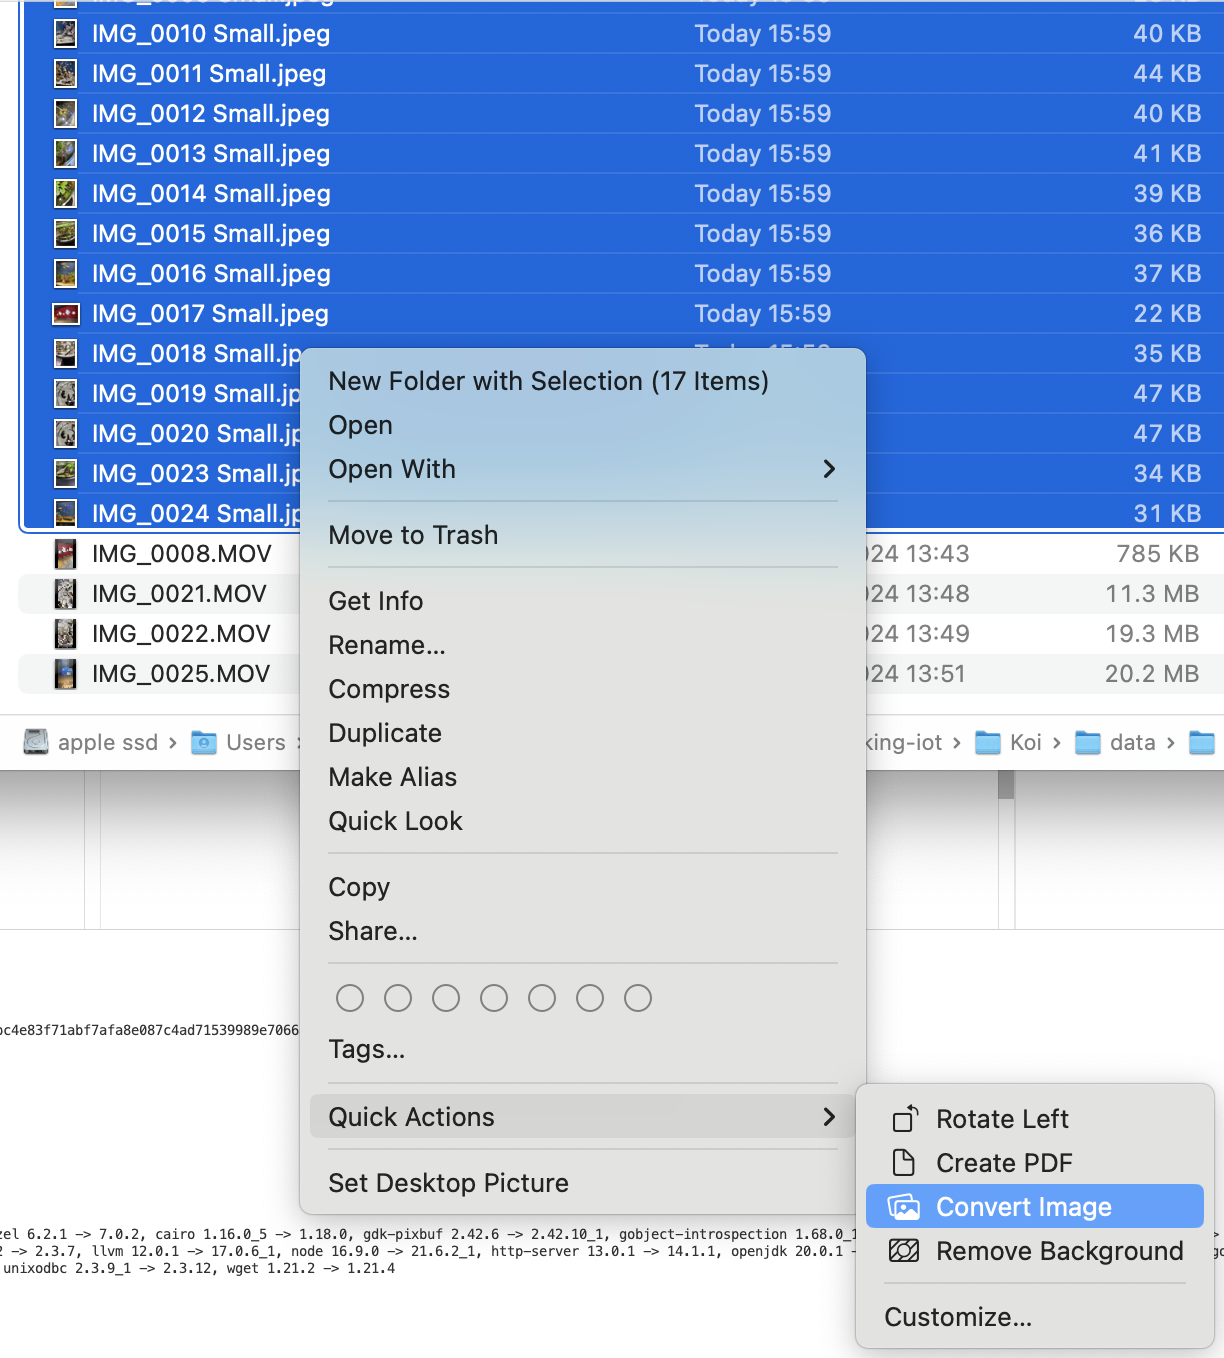 IMG_0010 Small.jpeg Today 15:59 40 KB
IMG_0011 Small.jpeg Today 15:59 44 KB
IMG_0012 Small.jpeg Today 15:59 40 KB
IMG_0013 Small.jpeg Today 15:59 41 KB
IMG_0014 Small.jpeg Today 15:59 39 KB
IMG_0015 Small.jpeg Today 15:59 36 KB
IMG_0016 Small.jpeg Today 15:59 37 KB
IMG_0017 Small.jpeg Today 15:59 22 KB
IMG_0018 Small.jp 35 KB
IMG_0019 Small.jp 47 KB
IMG_0020 Small.jp 47 KB
IMG_0023 Small.jp 34 KB
IMG_0024 Small.jp 31 KB
IMG_0008.MOV 24 13:43 785 KB
IMG_0021.MOV 24 13:48 11.3 MB
IMG_0022.MOV 24 13:49 19.3 MB
IMG_0025.MOV 24 13:51 20.2 MB
apple ssd > Users > king-iot > Koi > data >
New Folder with Selection (17 Items)
Open
Open With
Move to Trash
Get Info
Rename...
Compress
Duplicate
Make Alias
Quick Look
Copy
Share...
Tags...
Quick Actions
Set Desktop Picture
Rotate Left
Create PDF
Convert Image
Remove Background
Customize...
c4e83f71abf7afa8e087c4ad71539989e7066
zel 6.2.1 -> 7.0.2, cairo 1.16.0_5 -> 1.18.0, gdk-pixbuf 2.42.6 -> 2.42.10_1, gobject-introspection 1.68.0_1
2 -> 2.3.7, llvm 12.0.1 -> 17.0.6_1, node 16.9.0 -> 21.6.2_1, http-server 13.0.1 -> 14.1.1, openjdk 20.0.1 -
unixodbc 2.3.9_1 -> 2.3.12, wget 1.21.2 -> 1.21.4